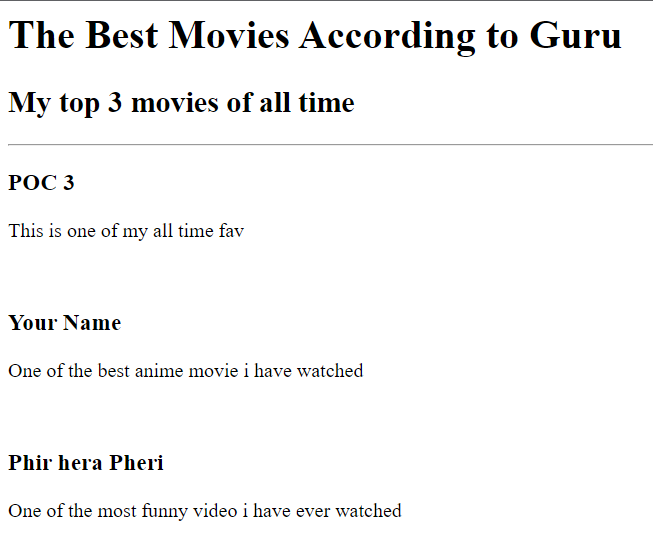 The Best Movies According to Guru
My top 3 movies of all time
POC 3
This is one of my all time fav
Your Name
One of the best anime movie i have watched
Phir hera Pheri
One of the most funny video i have ever watched